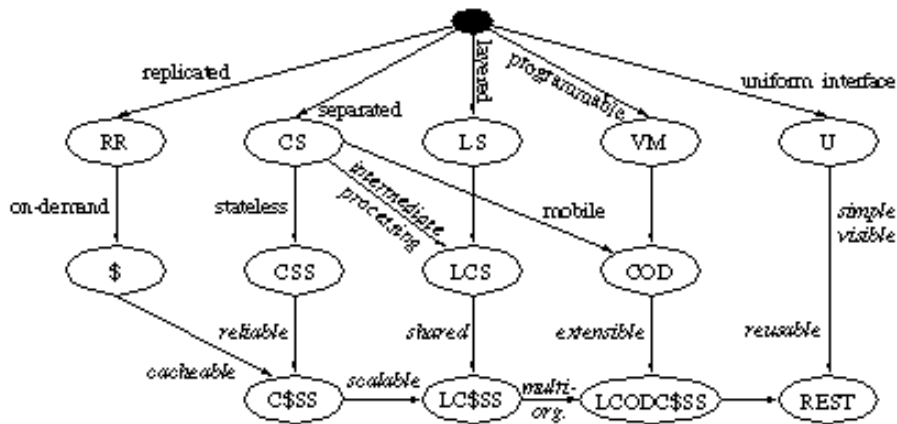 layered
programmable
replicated
uniform interface
separated
RR
CS
LS
VM
U
intermediate
processing
on-demand
stateless
mobile
simple
visible
$
CSS
LCS
COD
reliable
shared
extensible
reusable
cacheable
scalable
multi-
org.
C$SS
LC$SS
LCODC$SS
REST